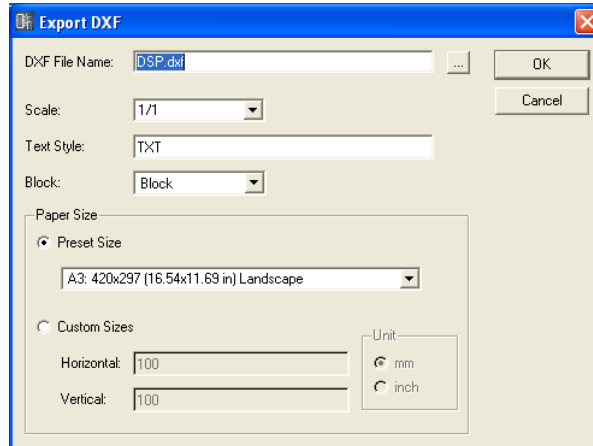 Export DXF
DXF File Name: DSP.dxf ... OK
Cancel
Scale: 1/1
Text Style: TXT
Block: Block
Paper Size
Preset Size
A3: 420x297 (16.54x11.69 in) Landscape
Custom Sizes
Unit
Horizontal: 100 mm
inch
Vertical: 100